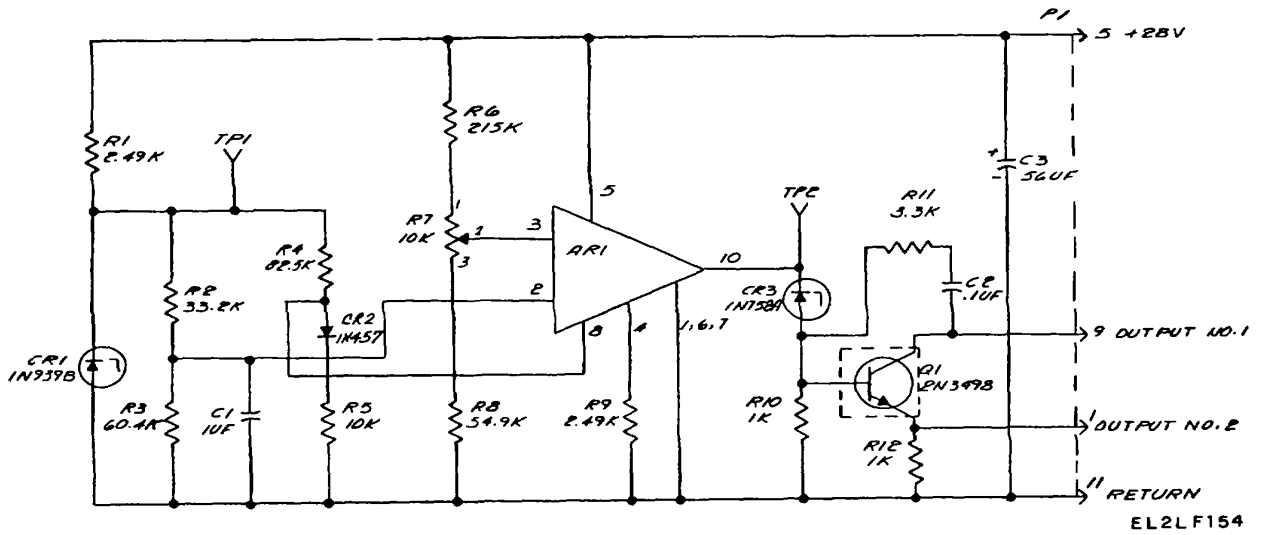 P1
5 +28V
R1
2.49K
TP1
R6
215K
C3
56UF
+
-
5
TP2
R11
3.3K
R7
10K
1
2
3
3
AR1
10
R4
82.5K
R2
33.2K
2
CR3
1N758A
C2
.1UF
CR2
1N457
8
4
1,6,7
9 OUTPUT NO.1
CR1
1N939B
Q1
2N3498
R3
60.4K
C1
1UF
R5
10K
R8
54.9K
R9
2.49K
R10
1K
1 OUTPUT NO.2
R12
1K
11 RETURN
EL2LF154